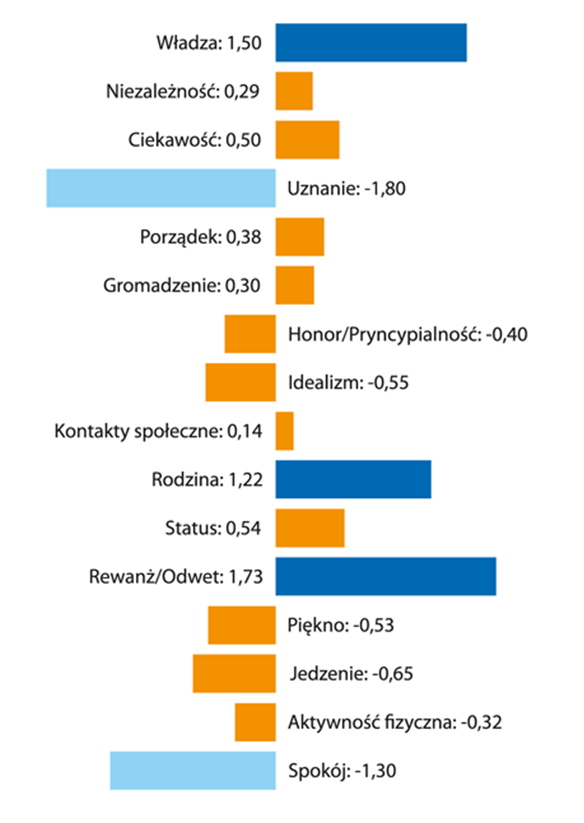 Władza: 1,50
Niezależność: 0,29
Ciekawość: 0,50
Uznanie: -1,80
Porządek: 0,38
Gromadzenie: 0,30
Honor/Pryncypialność: -0,40
Idealizm: -0,55
Kontakty społeczne: 0,14
Rodzina: 1,22
Status: 0,54
Rewanż/Odwet: 1,73
Piękno: -0,53
Jedzenie: -0,65
Aktywność fizyczna: -0,32
Spokój: -1,30